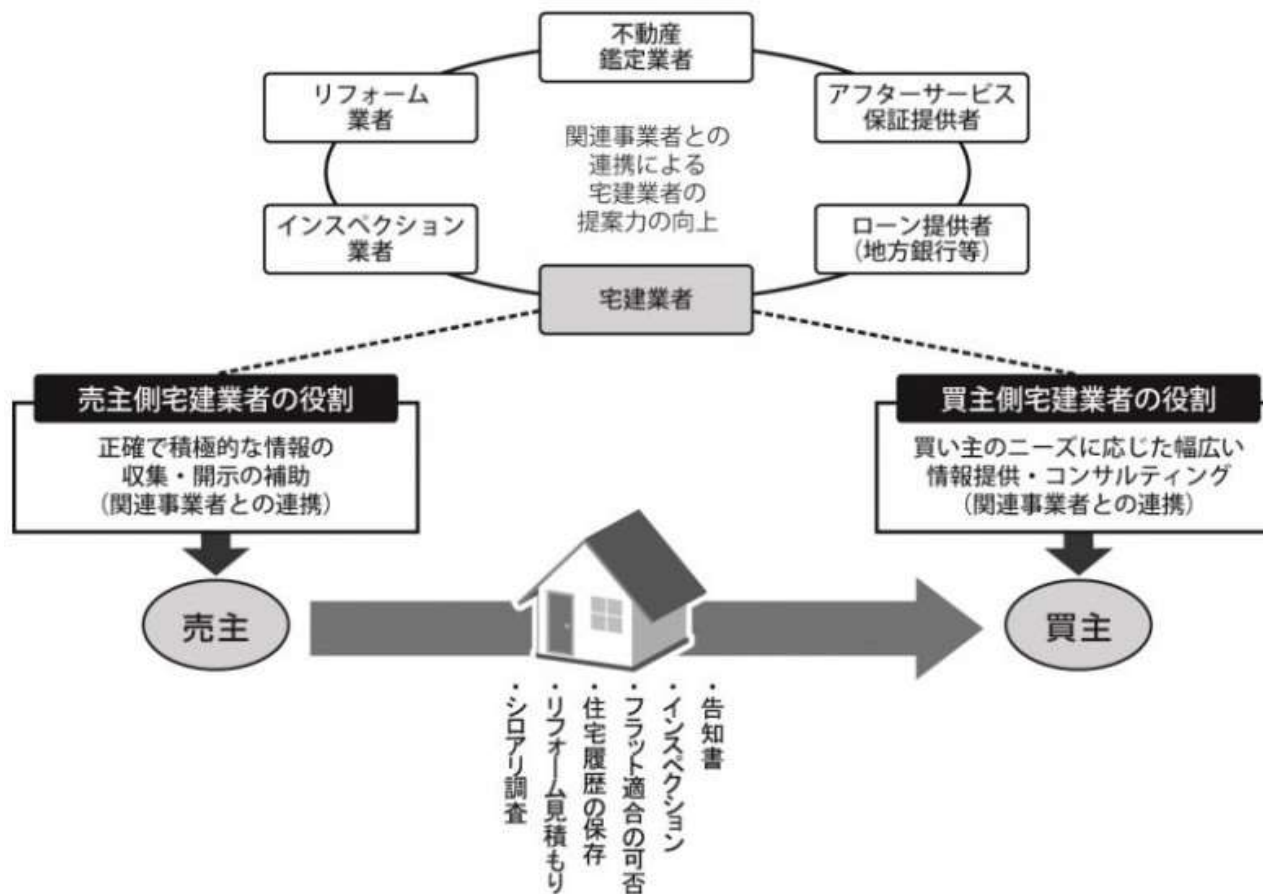 不動産
鑑定業者
リフォーム
業者
アフターサービス
保証提供者
関連事業者との
連携による
宅建業者の
提案力の向上
インスペクション
業者
ローン提供者
（地方銀行等）
宅建業者
売主側宅建業者の役割
正確で積極的な情報の
収集・開示の補助
（関連事業者との連携）
買主側宅建業者の役割
買い主のニーズに応じた幅広い
情報提供・コンサルティング
（関連事業者との連携）
売主
買主
・告知書
・インスペクション
・フラット適合の可否
・住宅履歴の保存
・リフォーム見積もり
・シロアリ調査